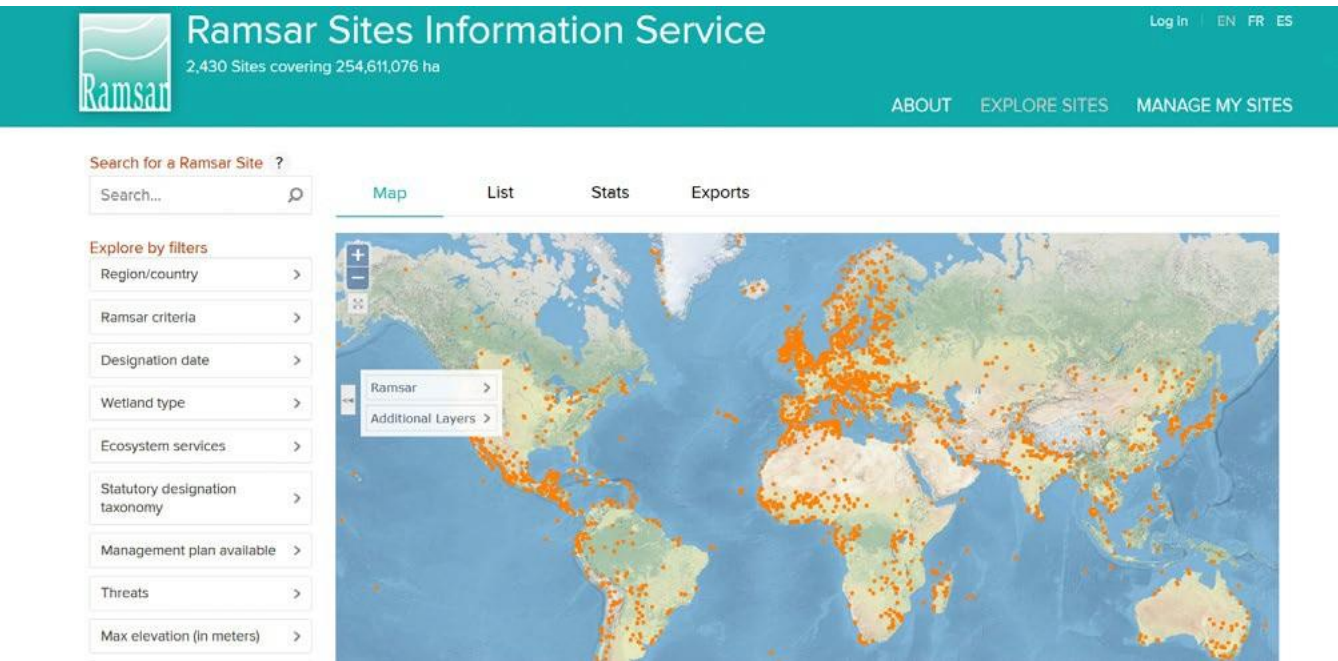 Ramsar
Ramsar Sites Information Service
2,430 Sites covering 254,611,076 ha
Log in | EN FR ES
ABOUT EXPLORE SITES MANAGE MY SITES
Search for a Ramsar Site ?
Search...
Map List Stats Exports
Explore by filters
Region/country
Ramsar criteria
Designation date
Wetland type
Ecosystem services
Statutory designation
taxonomy
Management plan available
Threats
Max elevation (in meters)
+
−
Ramsar
Additional Layers